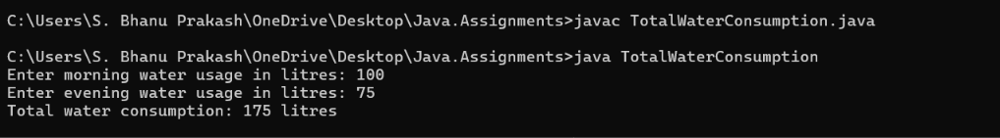 C:\Users\S. Bhanu Prakash\OneDrive\Desktop\Java.Assignments>javac TotalWaterConsumption.java
C:\Users\S. Bhanu Prakash\OneDrive\Desktop\Java.Assignments>java TotalWaterConsumption
Enter morning water usage in litres: 100
Enter evening water usage in litres: 75
Total water consumption: 175 litres